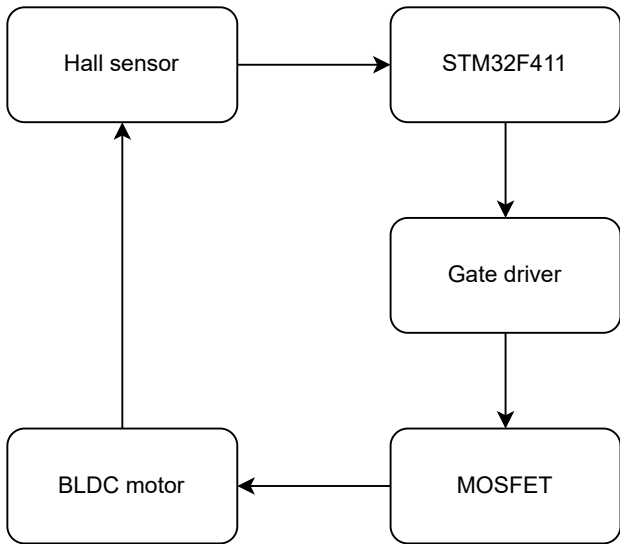 Hall sensor
STM32F411
Gate driver
BLDC motor
MOSFET